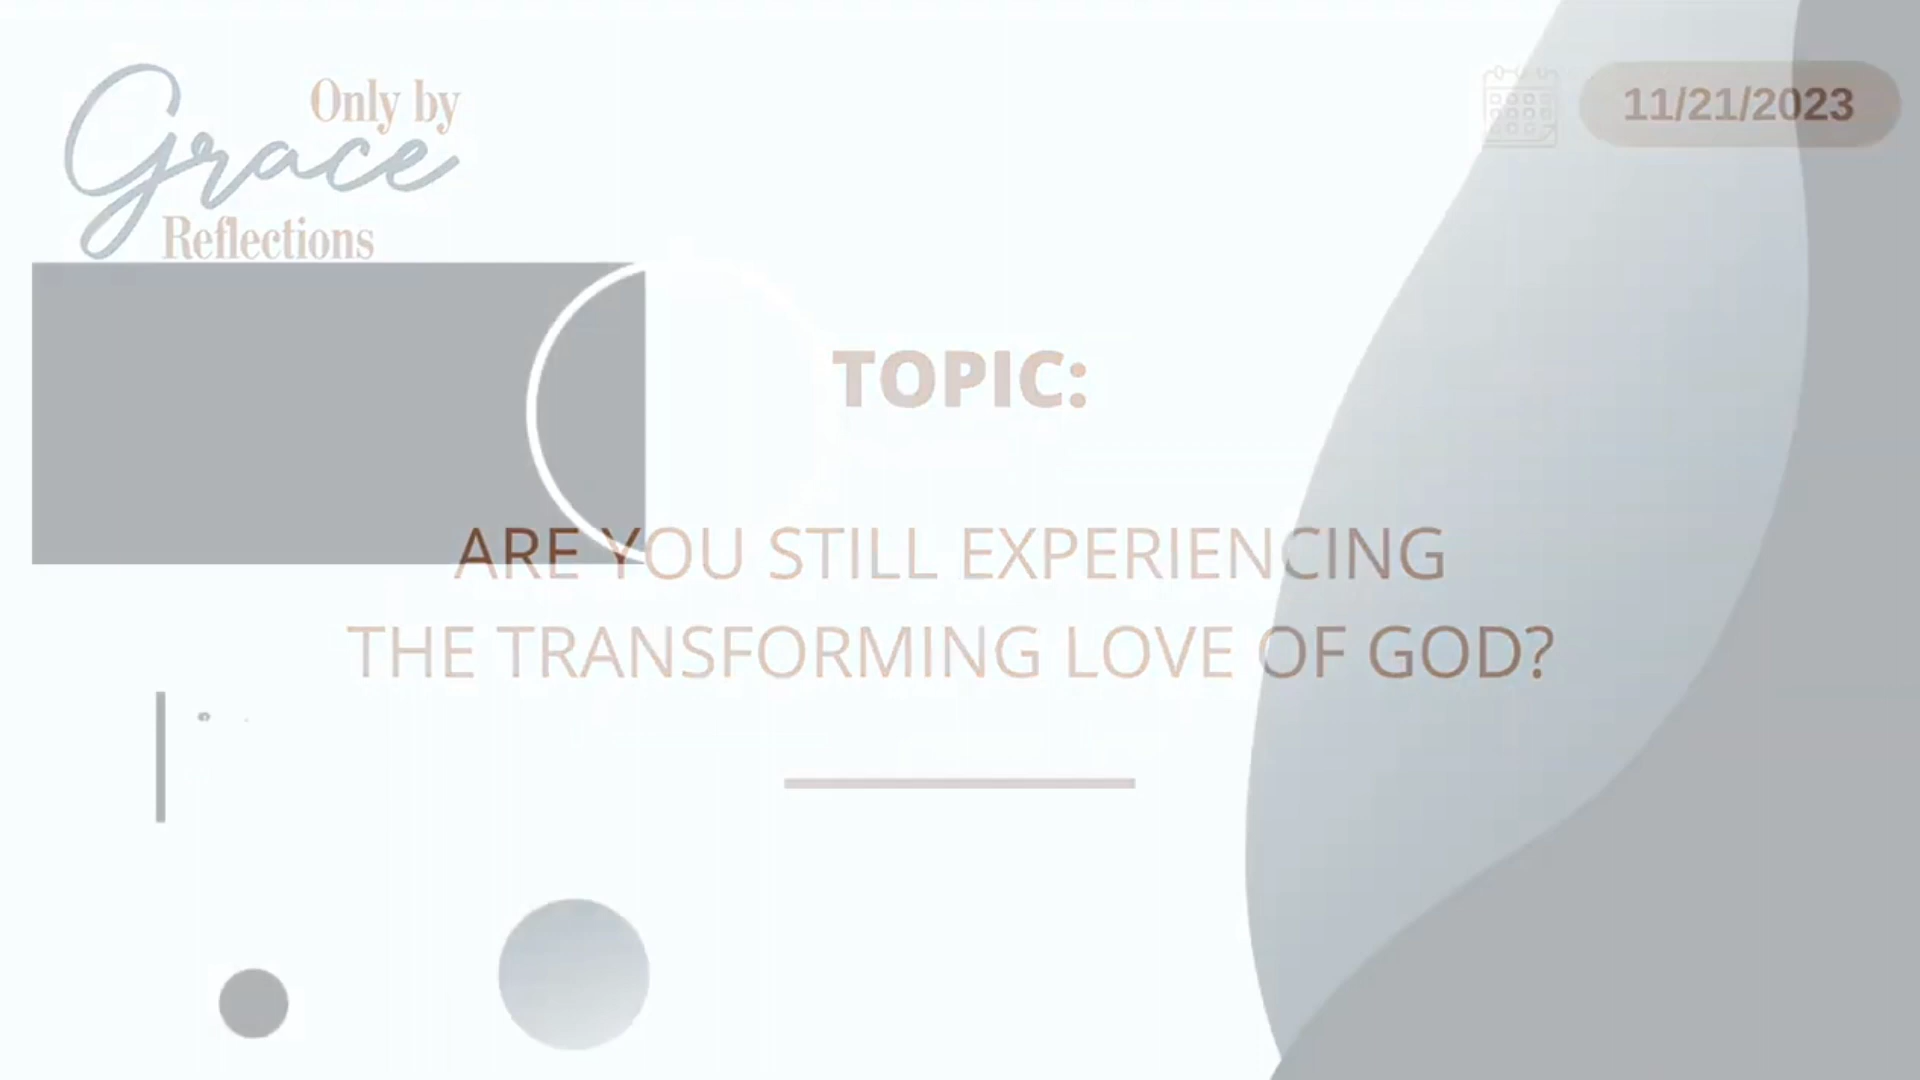 Only by
Grace
Reflections
11/21/2023
TOPIC:
ARE YOU STILL EXPERIENCING
THE TRANSFORMING LOVE OF GOD?